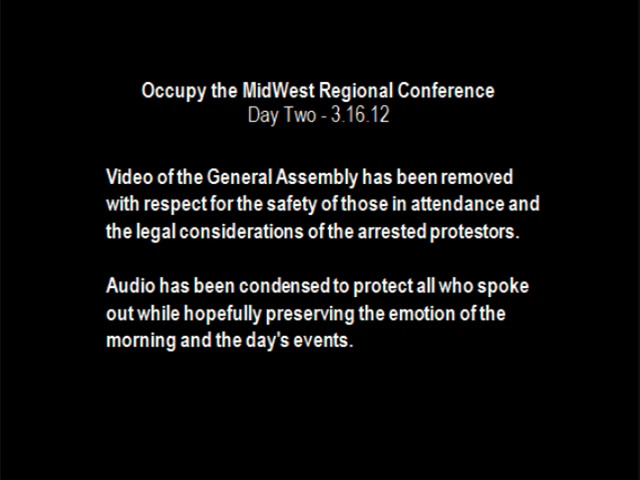 Occupy the MidWest Regional Conference
Day Two - 3.16.12
Video of the General Assembly has been removed
with respect for the safety of those in attendance and
the legal considerations of the arrested protestors.
Audio has been condensed to protect all who spoke
out while hopefully preserving the emotion of the
morning and the day's events.